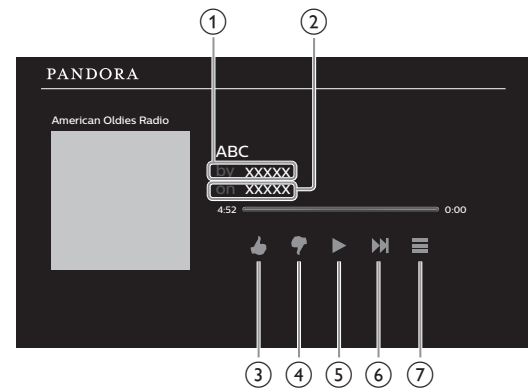 ① ②
PANDORA
American Oldies Radio
ABC
by xxxxx
on xxxxx
4:52 0:00
③ ④ ⑤ ⑥ ⑦